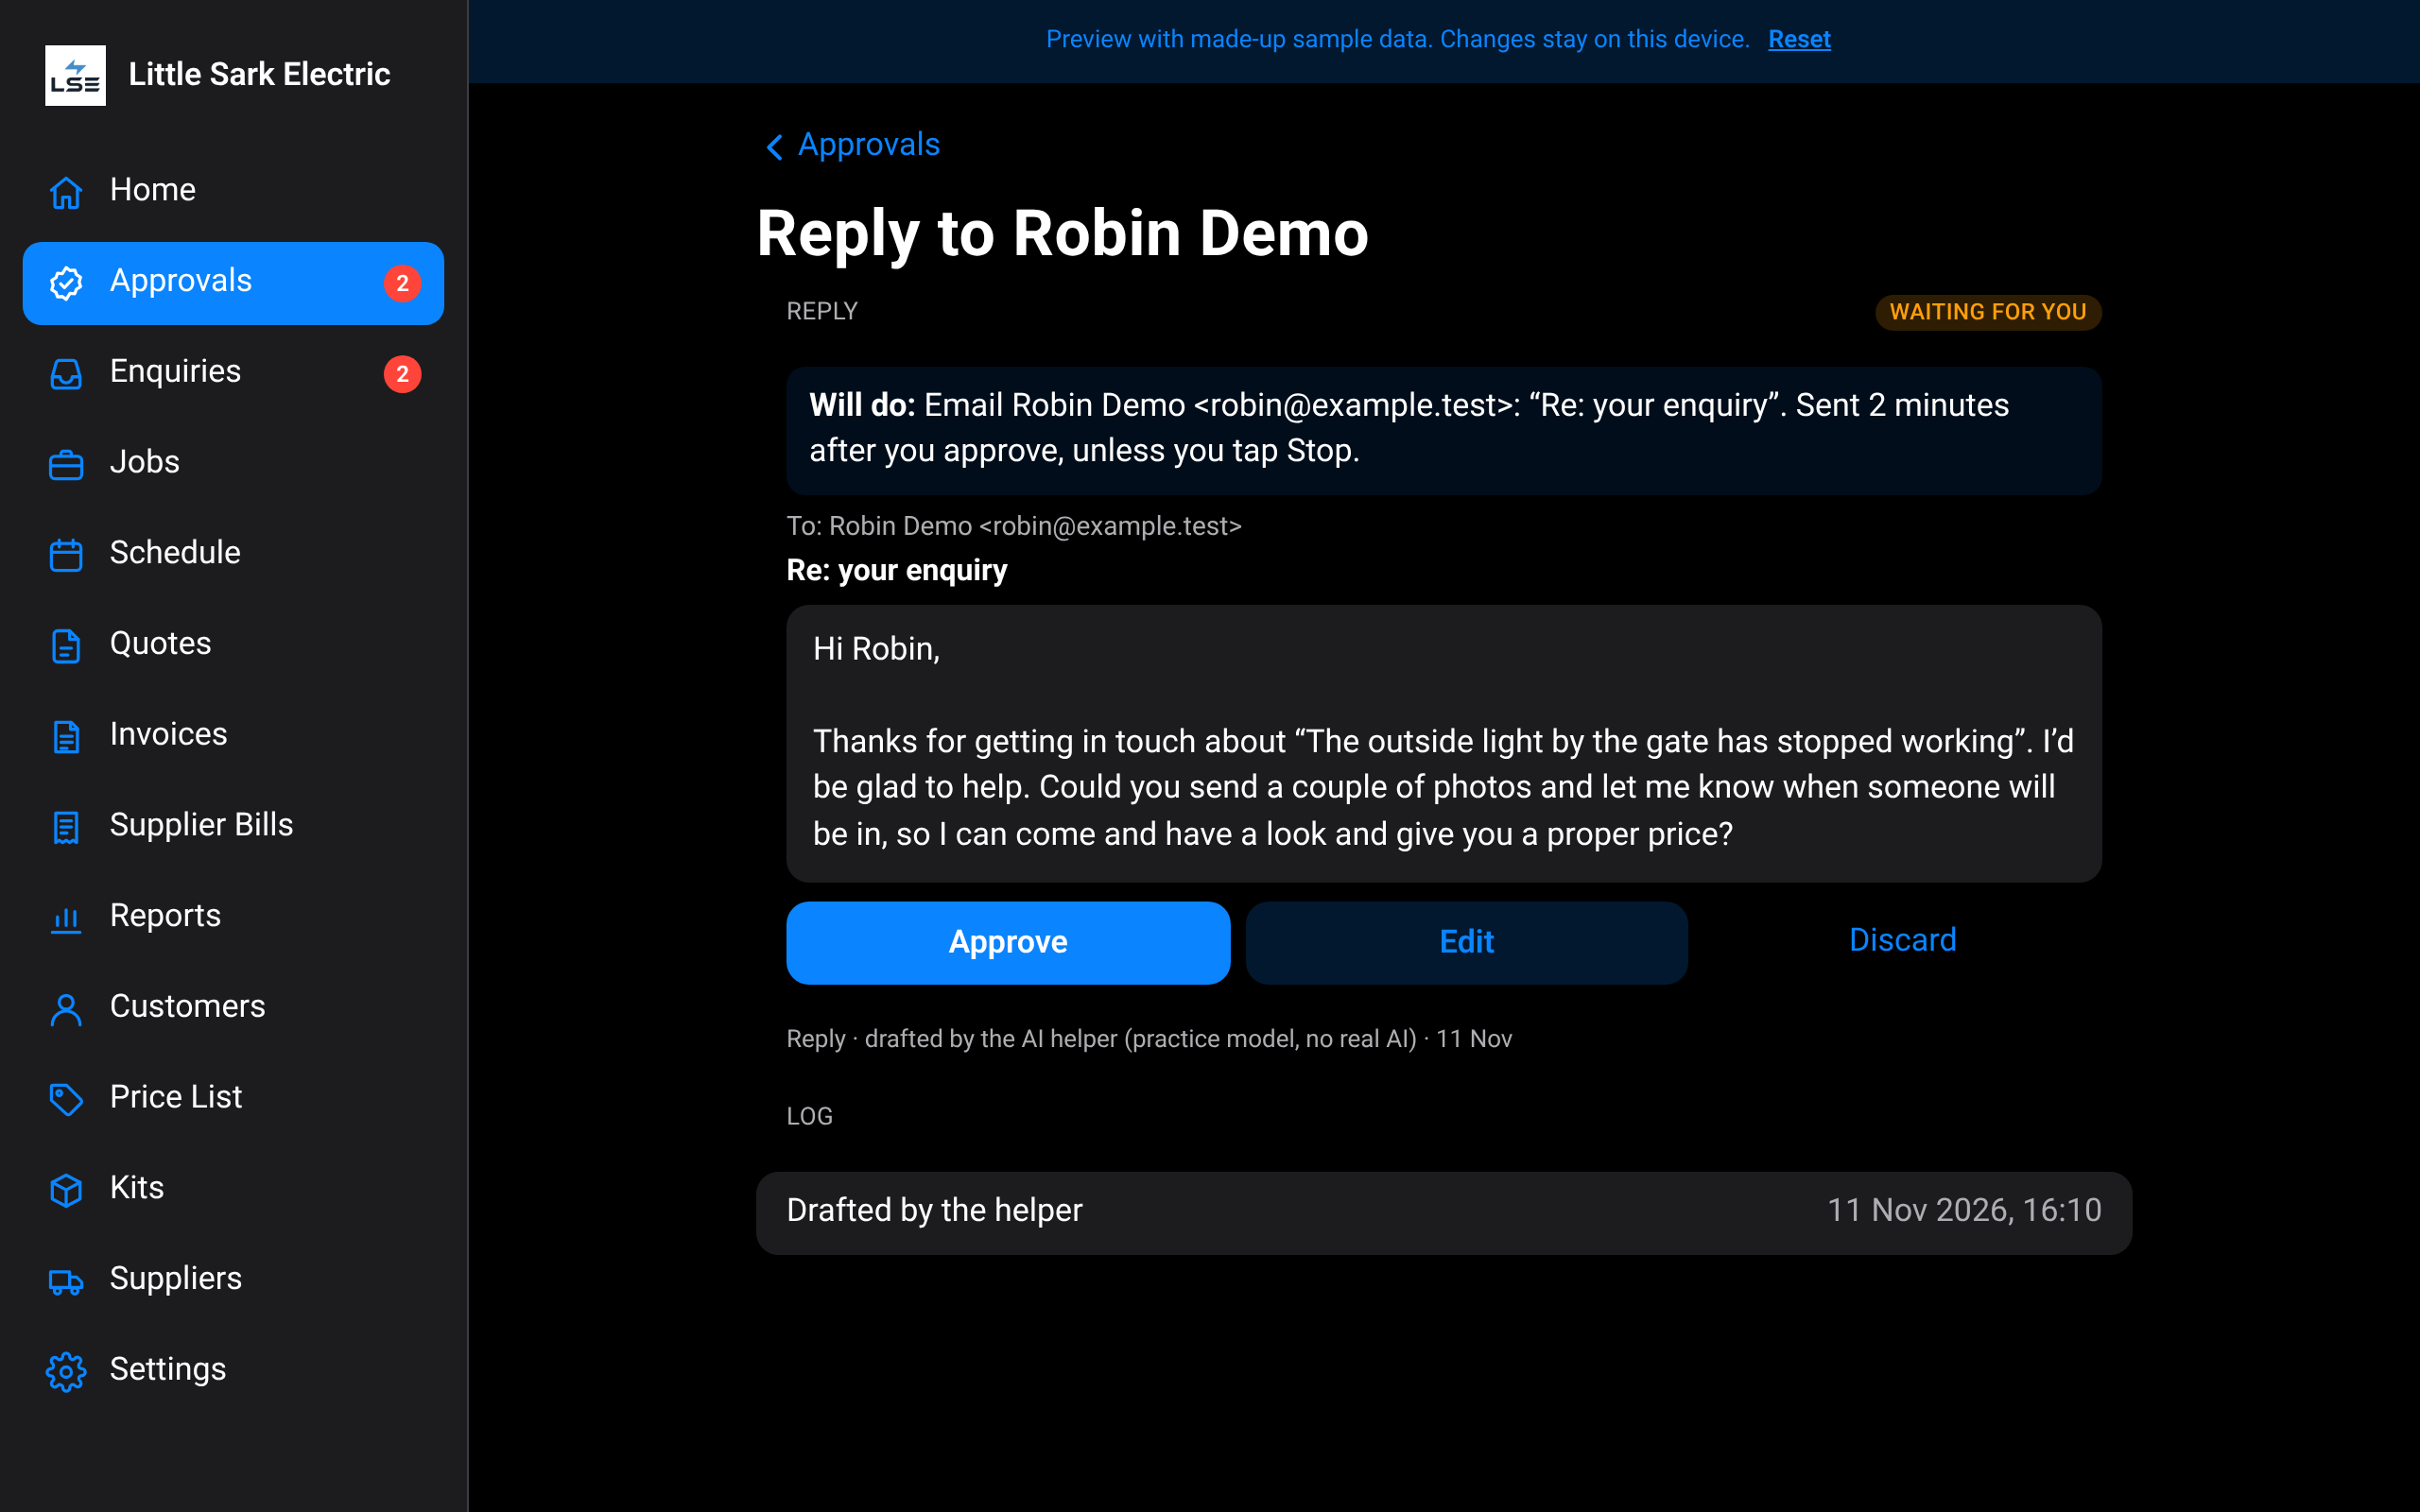 LSE
Little Sark Electric
Home
Approvals
2
Enquiries
2
Jobs
Schedule
Quotes
Invoices
Supplier Bills
Reports
Customers
Price List
Kits
Suppliers
Settings
Preview with made-up sample data. Changes stay on this device. Reset
Approvals
Reply to Robin Demo
REPLY
WAITING FOR YOU
Will do: Email Robin Demo <robin@example.test>: “Re: your enquiry”. Sent 2 minutes
after you approve, unless you tap Stop.
To: Robin Demo <robin@example.test>
Re: your enquiry
Hi Robin,
Thanks for getting in touch about “The outside light by the gate has stopped working”. I’d
be glad to help. Could you send a couple of photos and let me know when someone will
be in, so I can come and have a look and give you a proper price?
Approve
Edit
Discard
Reply · drafted by the AI helper (practice model, no real AI) · 11 Nov
LOG
Drafted by the helper
11 Nov 2026, 16:10